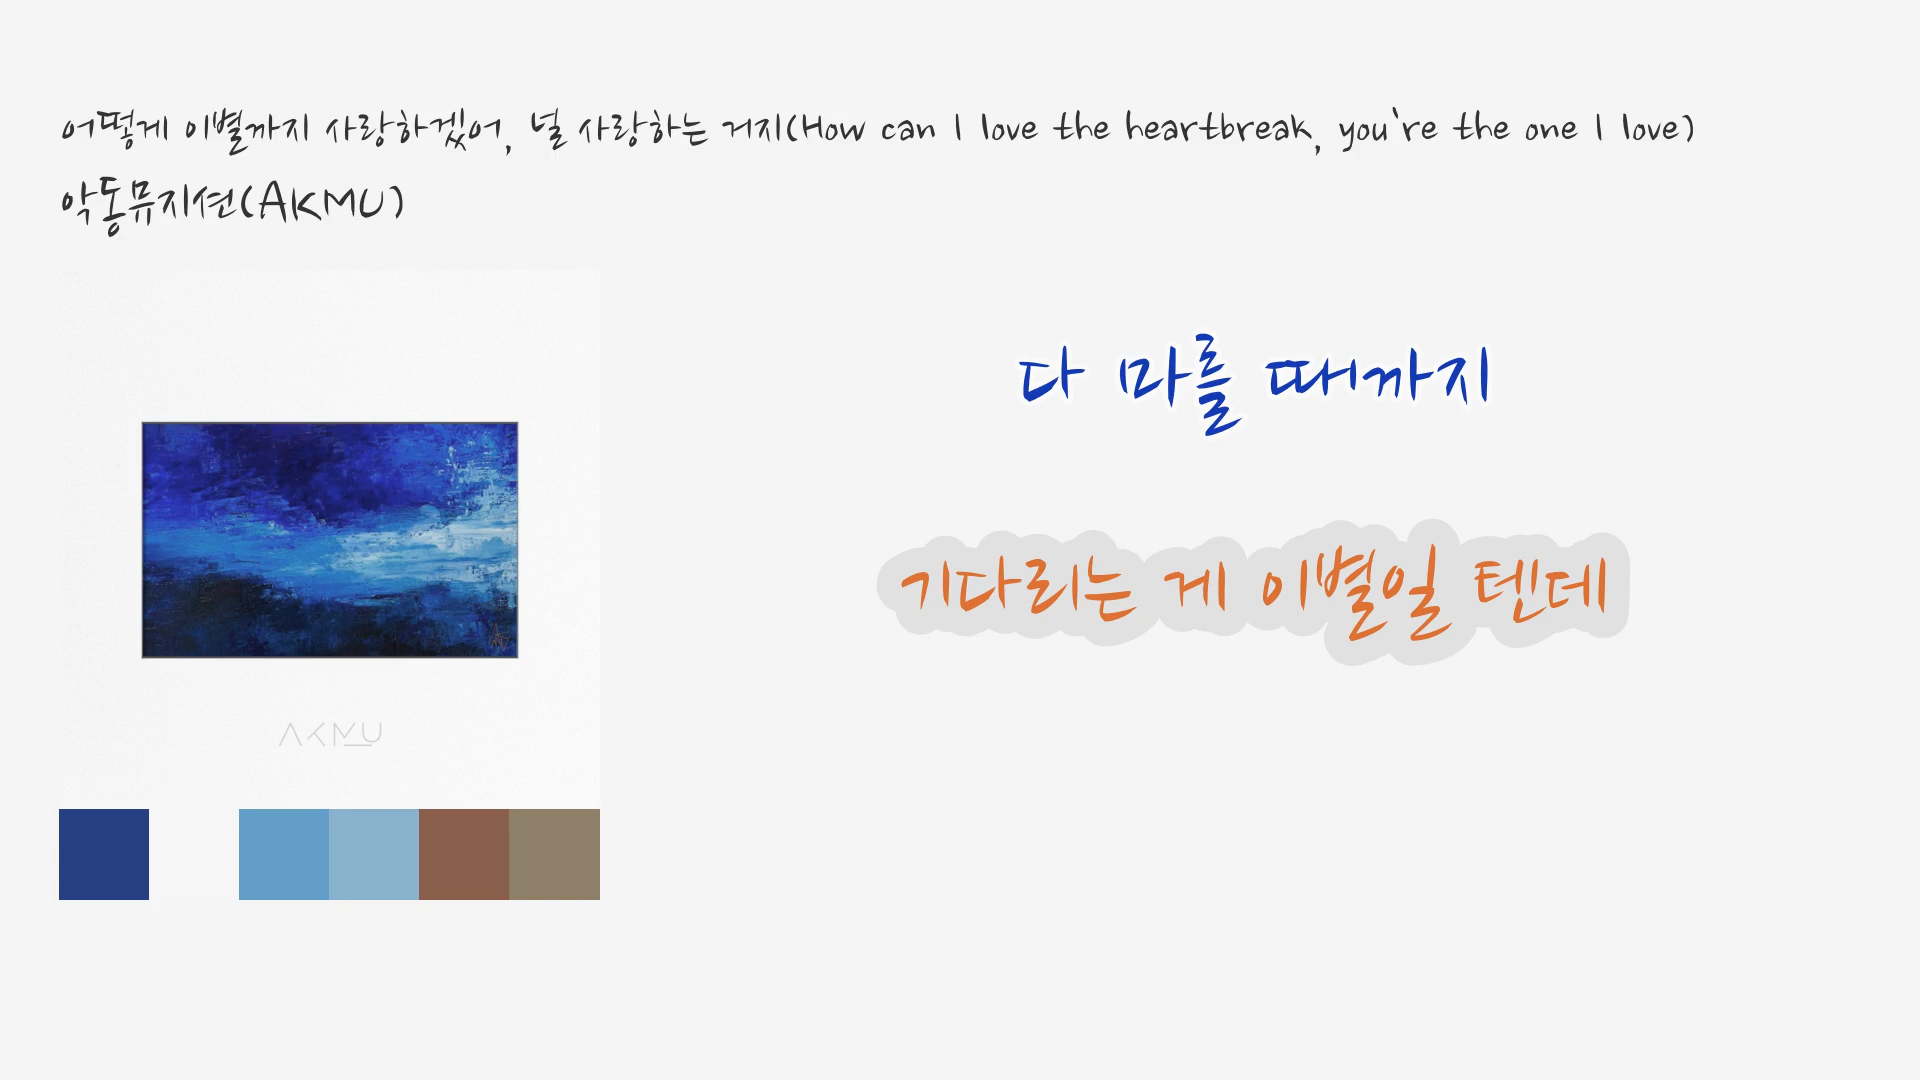 어떻게 이별까지 사랑하겠어, 널 사랑하는 거지(How can I love the heartbreak, you're the one I love)
악동뮤지션(AKMU)
다 마를 때까지
기다리는 게 이별일 텐데
AKMU